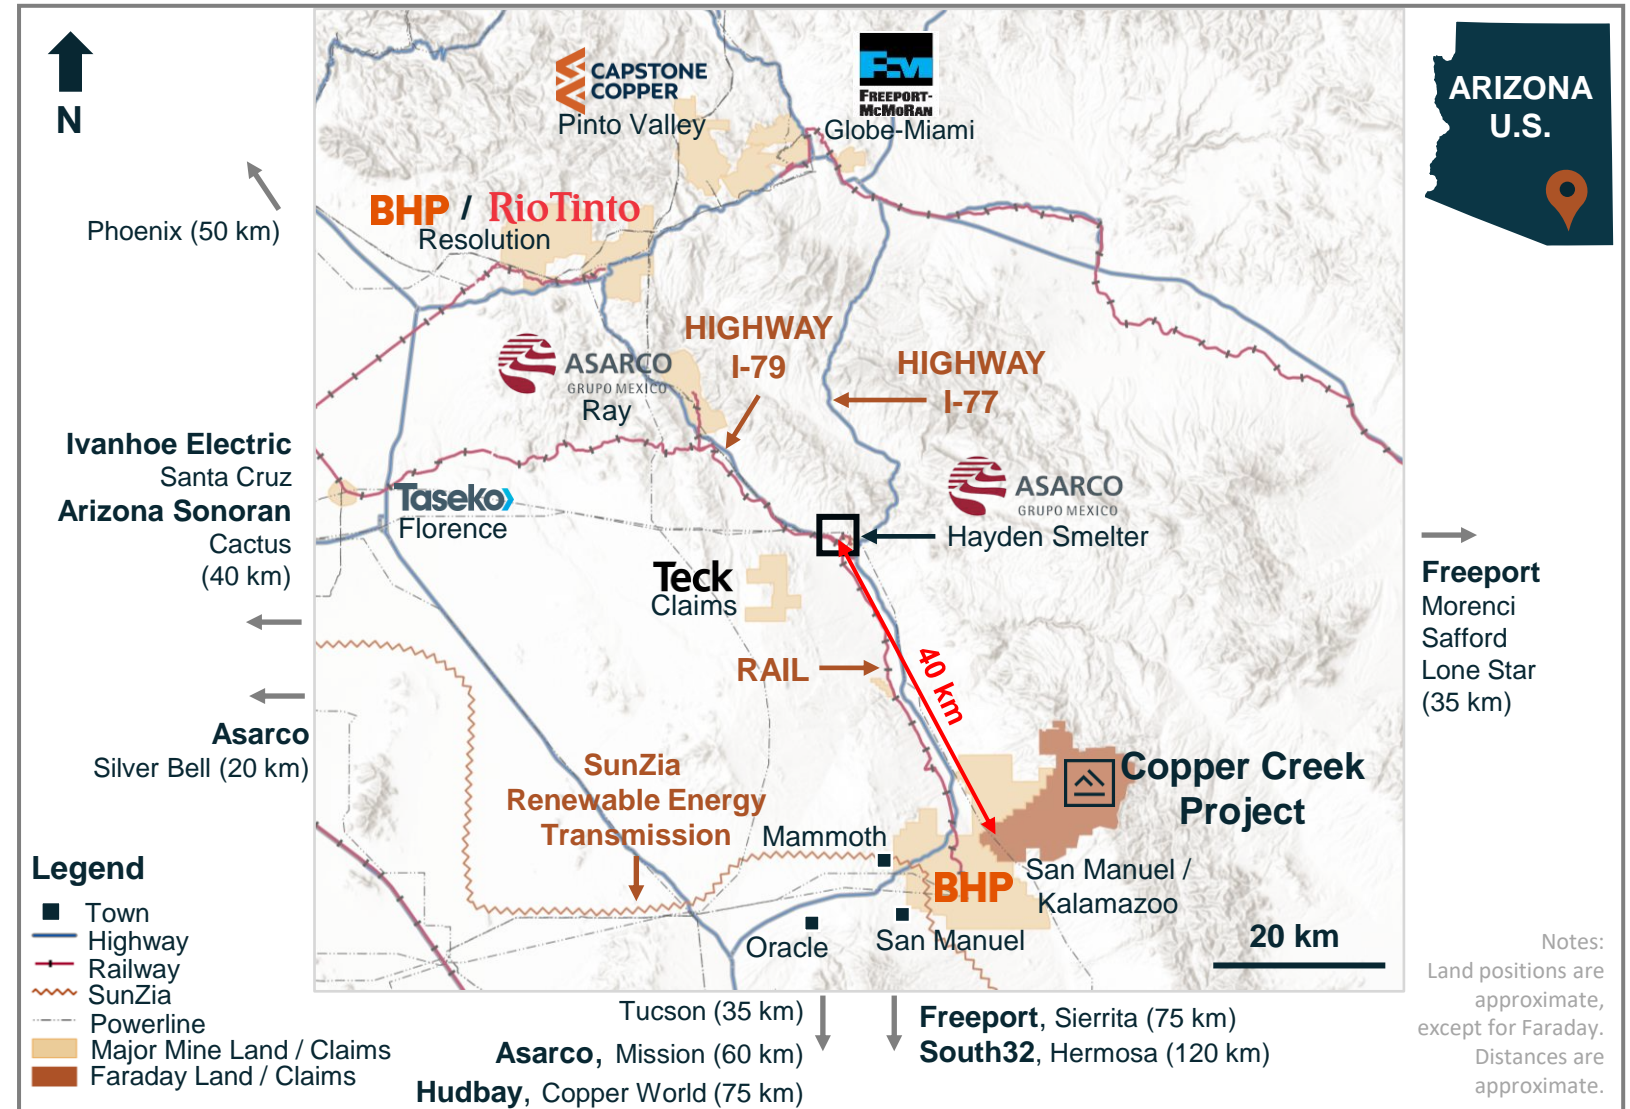 N
CAPSTONE
COPPER
Pinto Valley
FCX
FREEPORT-
McMoRAN
Globe-Miami
ARIZONA
U.S.
Phoenix (50 km)
BHP / RioTinto
Resolution
HIGHWAY
I-79
HIGHWAY
I-77
ASARCO
GRUPO MEXICO
Ray
Ivanhoe Electric
Santa Cruz
Arizona Sonoran
Cactus
(40 km)
Taseko
Florence
ASARCO
GRUPO MEXICO
Hayden Smelter
Teck
Claims
Freeport
Morenci
Safford
Lone Star
(35 km)
RAIL
40 km
Asarco
Silver Bell (20 km)
SunZia
Renewable Energy
Transmission
Copper Creek
Project
Mammoth
BHP
San Manuel /
Kalamazoo
Oracle
San Manuel
20 km
Legend
Town
Highway
Railway
SunZia
Powerline
Major Mine Land / Claims
Faraday Land / Claims
Tucson (35 km)
Asarco, Mission (60 km)
Hudbay, Copper World (75 km)
Freeport, Sierrita (75 km)
South32, Hermosa (120 km)
Notes:
Land positions are
approximate,
except for Faraday.
Distances are
approximate.